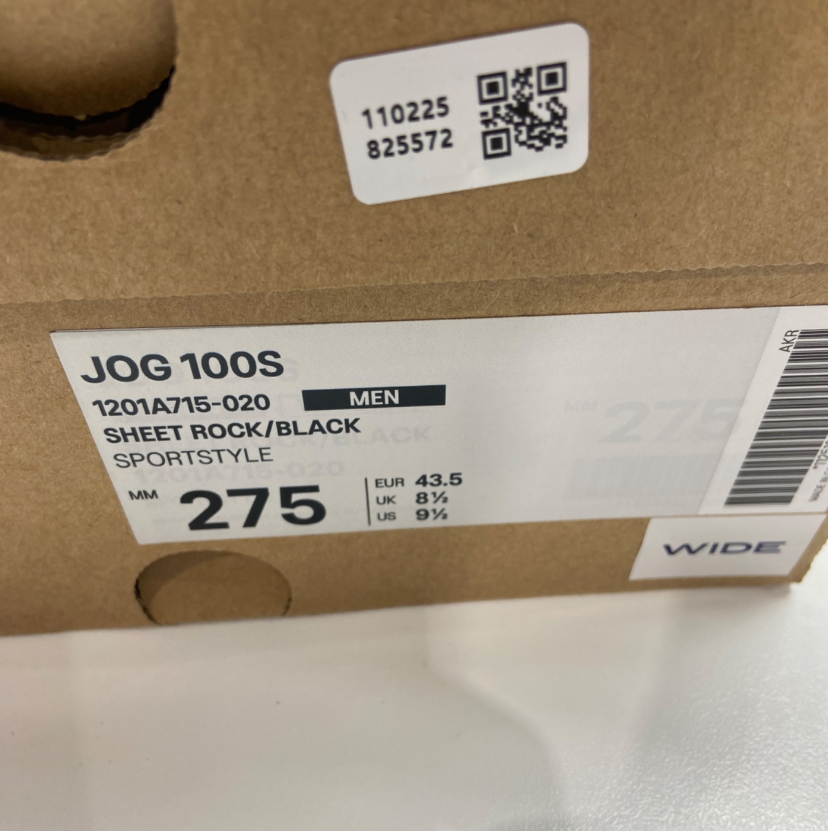 110225
825572
JOG 100S
1201A715-020 MEN
SHEET ROCK/BLACK
SPORTSTYLE
MM 275
EUR 43.5
UK 8½
US 9½
AKR
WIDE